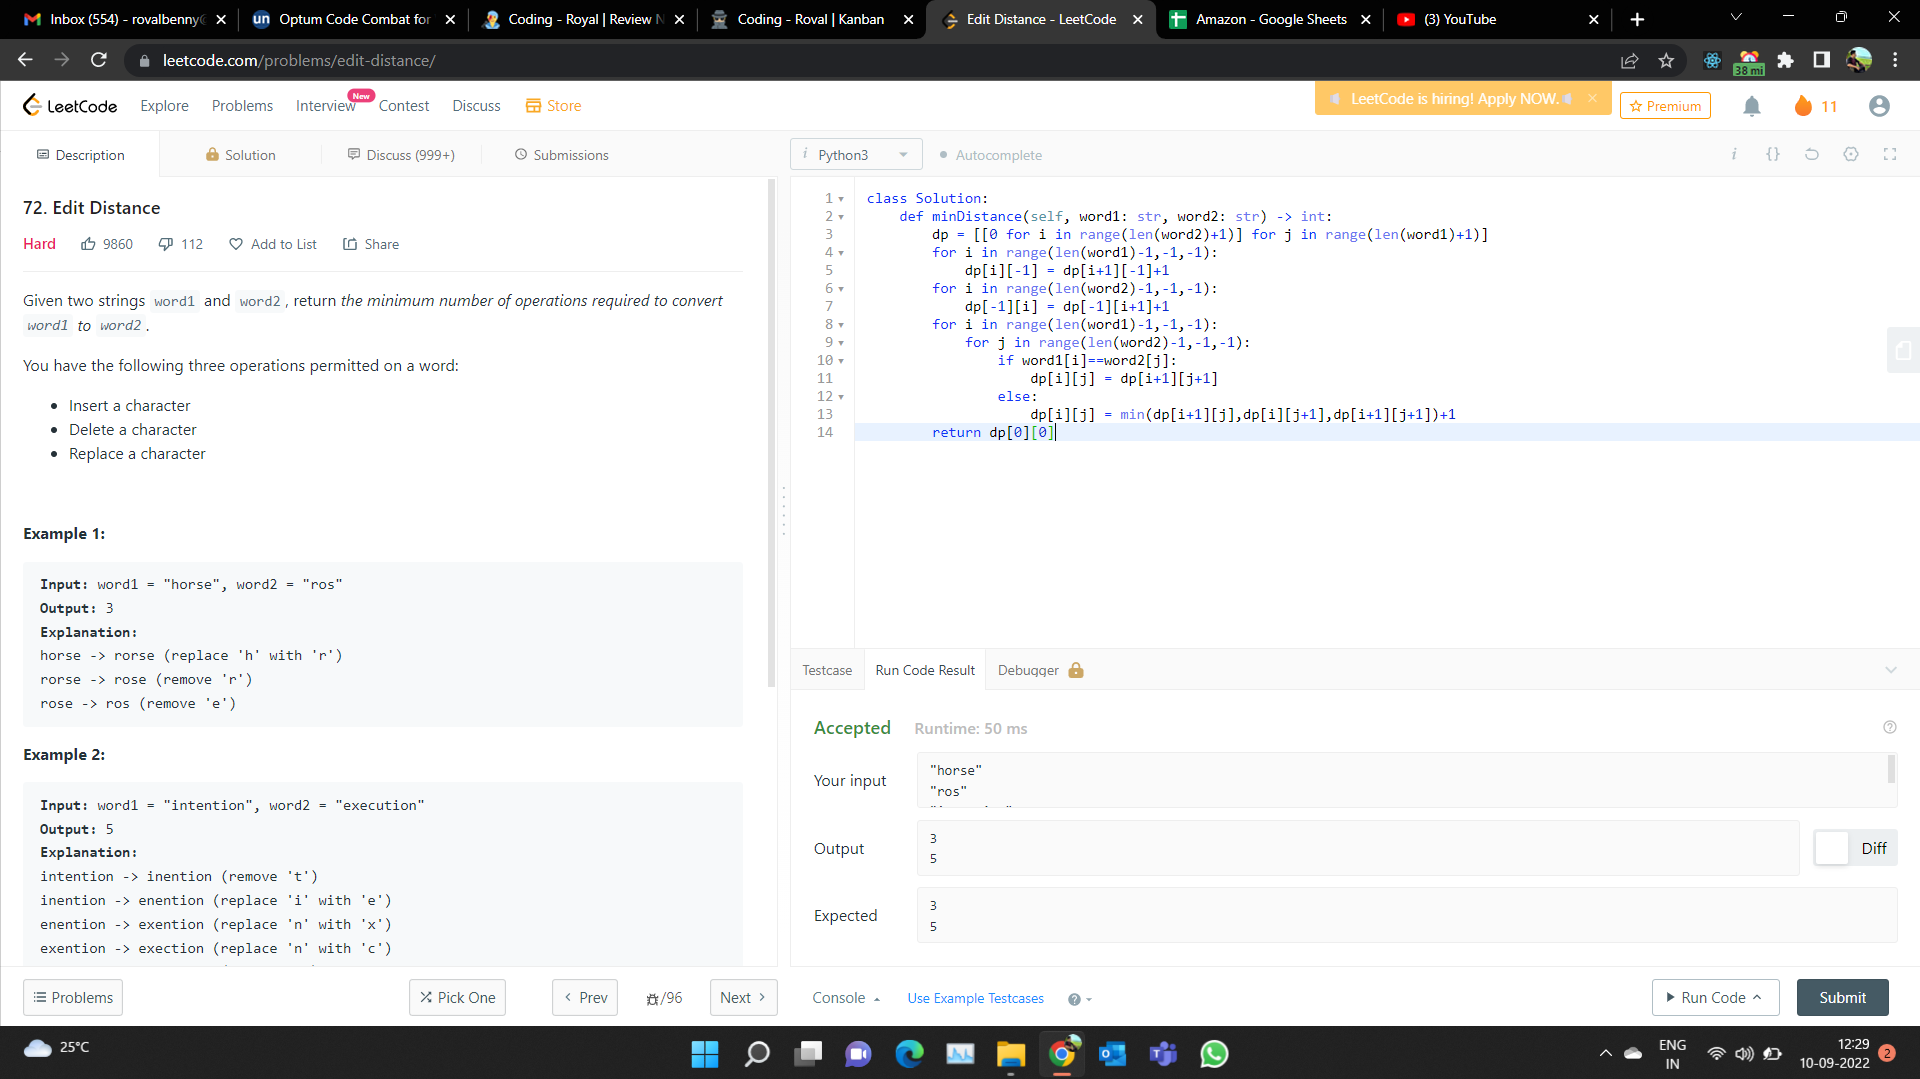 Inbox (554) - rovalbenny@
un Optum Code Combat for
Coding - Royal | Review N
Coding - Roval | Kanban
Edit Distance - LeetCode
Amazon - Google Sheets
(3) YouTube
leetcode.com/problems/edit-distance/
38 mi
LeetCode
Explore
Problems
Interview
New
Contest
Discuss
Store
LeetCode is hiring! Apply NOW.
Premium
11
Description
Solution
Discuss (999+)
Submissions
i Python3
Autocomplete
i {}
72. Edit Distance
Hard 9860 112 Add to List Share
Given two strings word1 and word2, return the minimum number of operations required to convert
word1 to word2.
You have the following three operations permitted on a word:
• Insert a character
• Delete a character
• Replace a character
Example 1:
Input: word1 = "horse", word2 = "ros"
Output: 3
Explanation:
horse -> rorse (replace 'h' with 'r')
rorse -> rose (remove 'r')
rose -> ros (remove 'e')
Example 2:
Input: word1 = "intention", word2 = "execution"
Output: 5
Explanation:
intention -> inention (remove 't')
inention -> enention (replace 'i' with 'e')
enention -> exention (replace 'n' with 'x')
exention -> exection (replace 'n' with 'c')
1 class Solution:
2 def minDistance(self, word1: str, word2: str) -> int:
3 dp = [[0 for i in range(len(word2)+1)] for j in range(len(word1)+1)]
4 for i in range(len(word1)-1,-1,-1):
5 dp[i][-1] = dp[i+1][-1]+1
6 for i in range(len(word2)-1,-1,-1):
7 dp[-1][i] = dp[-1][i+1]+1
8 for i in range(len(word1)-1,-1,-1):
9 for j in range(len(word2)-1,-1,-1):
10 if word1[i]==word2[j]:
11 dp[i][j] = dp[i+1][j+1]
12 else:
13 dp[i][j] = min(dp[i+1][j],dp[i][j+1],dp[i+1][j+1])+1
14 return dp[0][0]
Testcase
Run Code Result
Debugger
Accepted
Runtime: 50 ms
Your input
"horse"
"ros"
Output
3
5
Diff
Expected
3
5
Problems
Pick One
Prev
/96
Next
Console
Use Example Testcases
Run Code
Submit
25°C
ENG
IN
12:29
10-09-2022
2